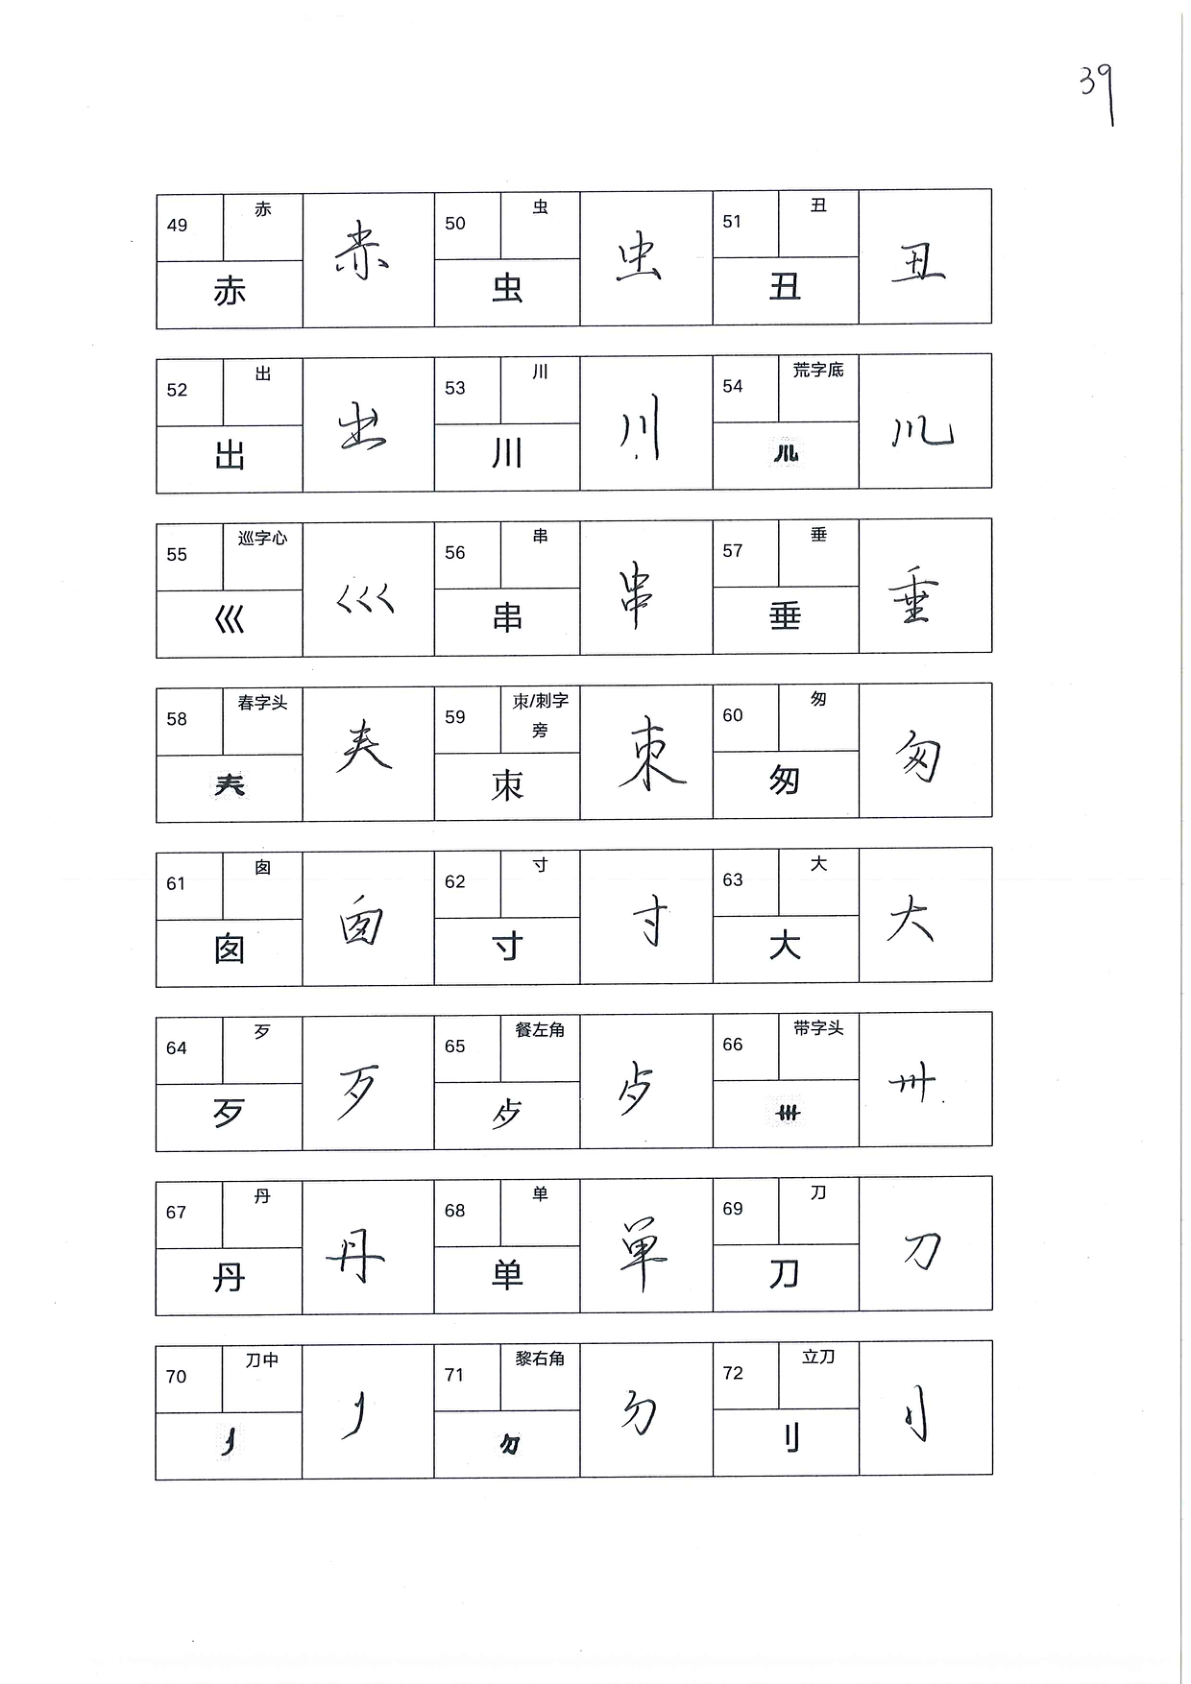 39
49 赤 赤 赤 50 虫 虫 虫 51 丑 丑 丑
52 出 出 出 53 川 川 川 54 荒字底 𠃑 𠃑
55 巡字心 巛 巛 56 串 串 串 57 垂 垂 垂
58 春字头 𡗗 𡗗 59 朿/刺字旁 朿 朿 60 匆 匆 匆
61 囱 囱 囱 62 寸 寸 寸 63 大 大 大
64 歹 歹 歹 65 餐左角 歺 歺 66 带字头 卌 卌
67 丹 丹 丹 68 单 单 单 69 刀 刀 刀
70 刀中 71 黎右角 勿 勿 72 立刀 刂 刂